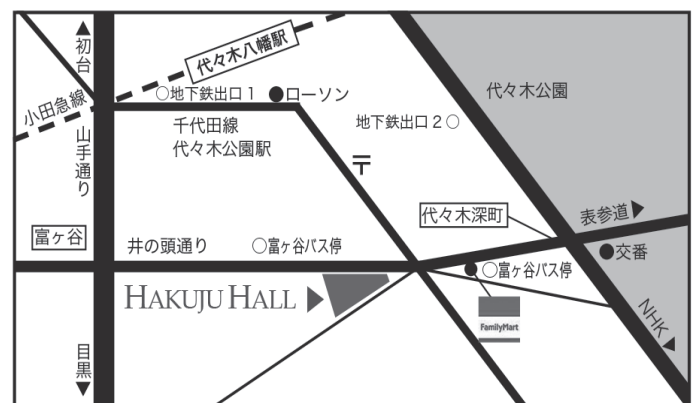 ▲初台
代々木八幡駅
小田急線
○地下鉄出口1
●ローソン
代々木公園
千代田線
代々木公園駅
地下鉄出口2○
〒
山手通り
代々木深町
表参道▶
富ヶ谷
井の頭通り
○富ヶ谷バス停
●交番
○富ヶ谷バス停
HAKUJU HALL ▶
FamilyMart
NHK▼
目黒▼